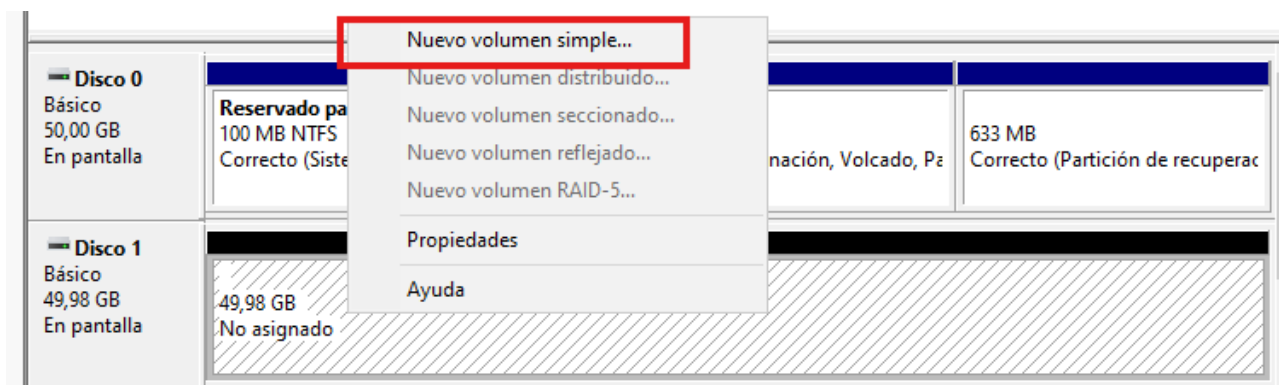 Nuevo volumen simple...
Nuevo volumen distribuido...
Nuevo volumen seccionado...
Nuevo volumen reflejado...
Nuevo volumen RAID-5...
Propiedades
Ayuda
Disco 0
Básico
50,00 GB
En pantalla
Reservado pa
100 MB NTFS
Correcto (Siste
nación, Volcado, Pa
633 MB
Correcto (Partición de recuperac
Disco 1
Básico
49,98 GB
En pantalla
49,98 GB
No asignado